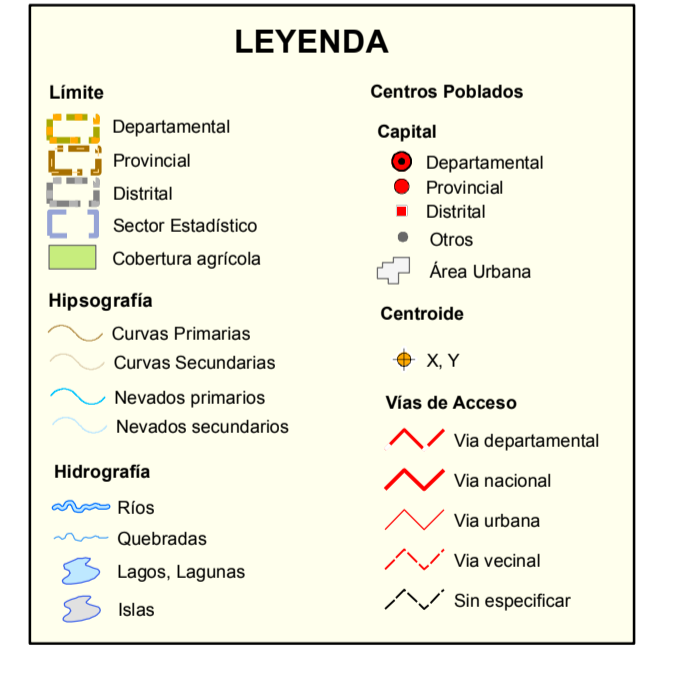 LEYENDA
Límite
Departamental
Provincial
Distrital
Sector Estadístico
Cobertura agrícola
Hipsografía
Curvas Primarias
Curvas Secundarias
Nevados primarios
Nevados secundarios
Hidrografía
Ríos
Quebradas
Lagos, Lagunas
Islas
Centros Poblados
Capital
Departamental
Provincial
Distrital
Otros
Área Urbana
Centroide
X, Y
Vías de Acceso
Via departamental
Via nacional
Via urbana
Via vecinal
Sin especificar